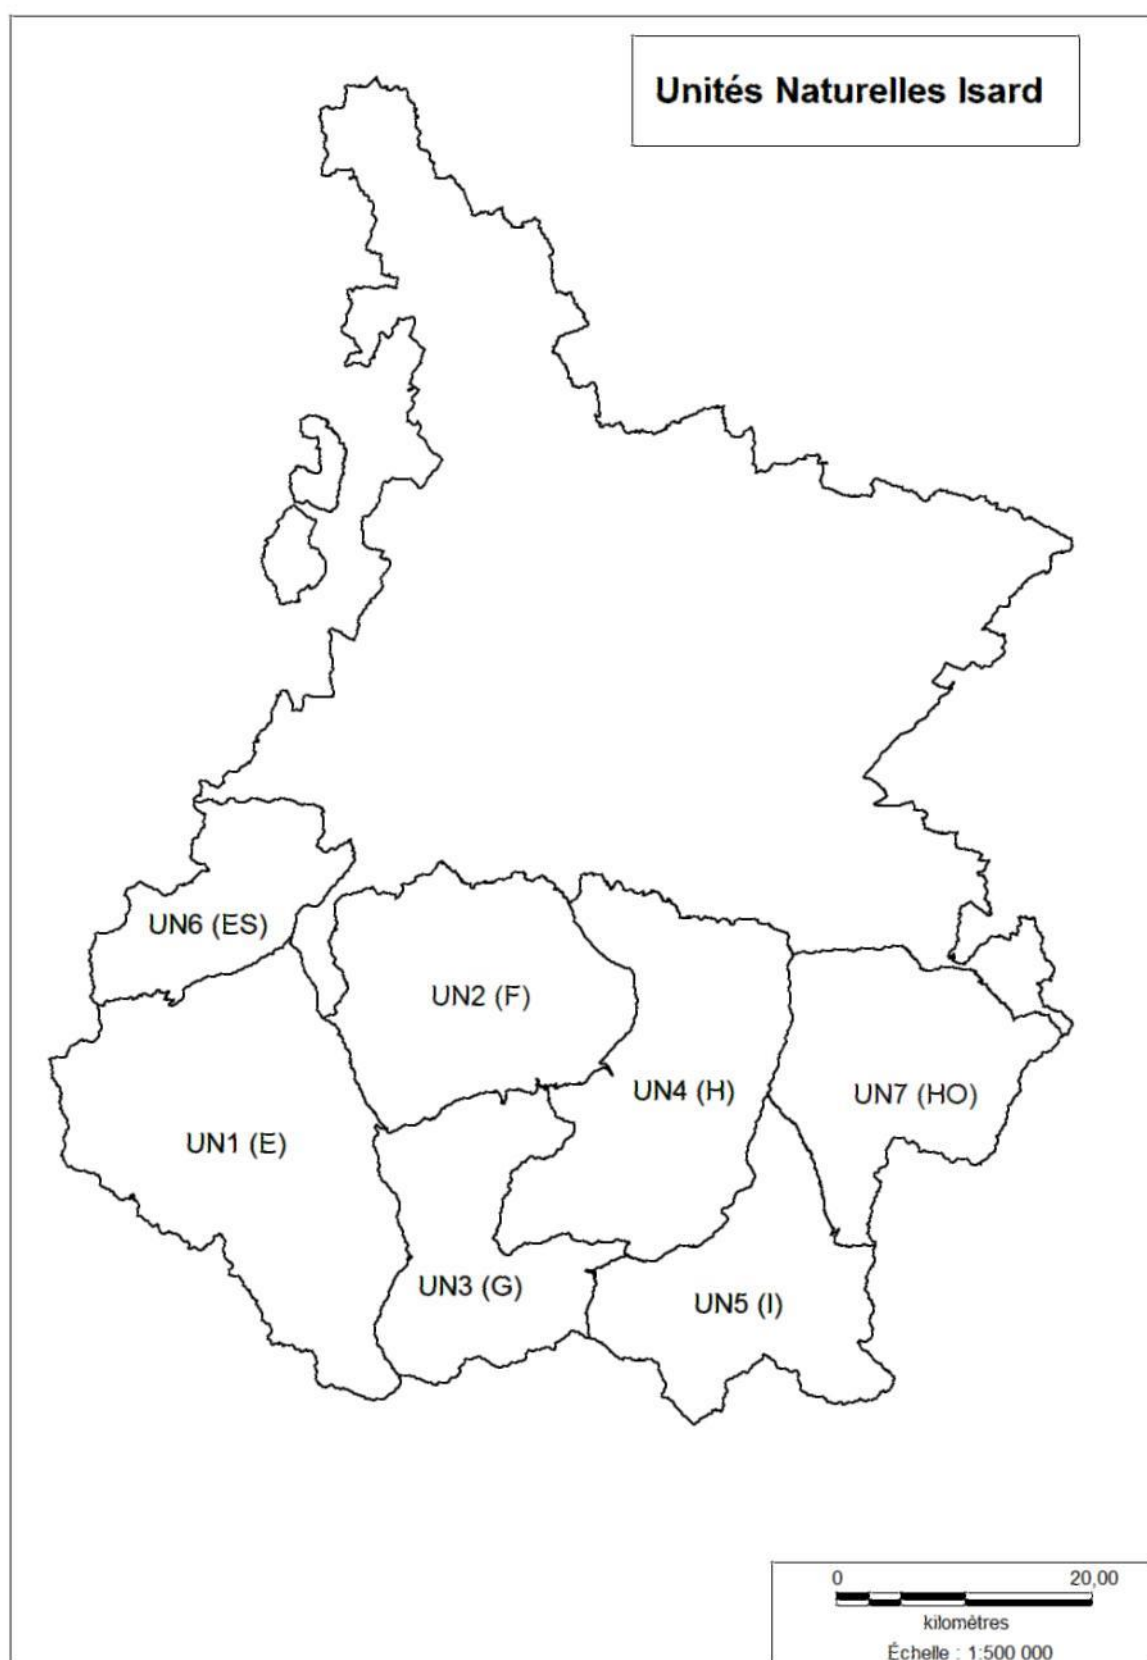 Unités Naturelles Isard
UN6 (ES)
UN2 (F)
UN4 (H)
UN7 (HO)
UN1 (E)
UN3 (G)
UN5 (I)
0 20,00
kilomètres
Échelle : 1:500 000